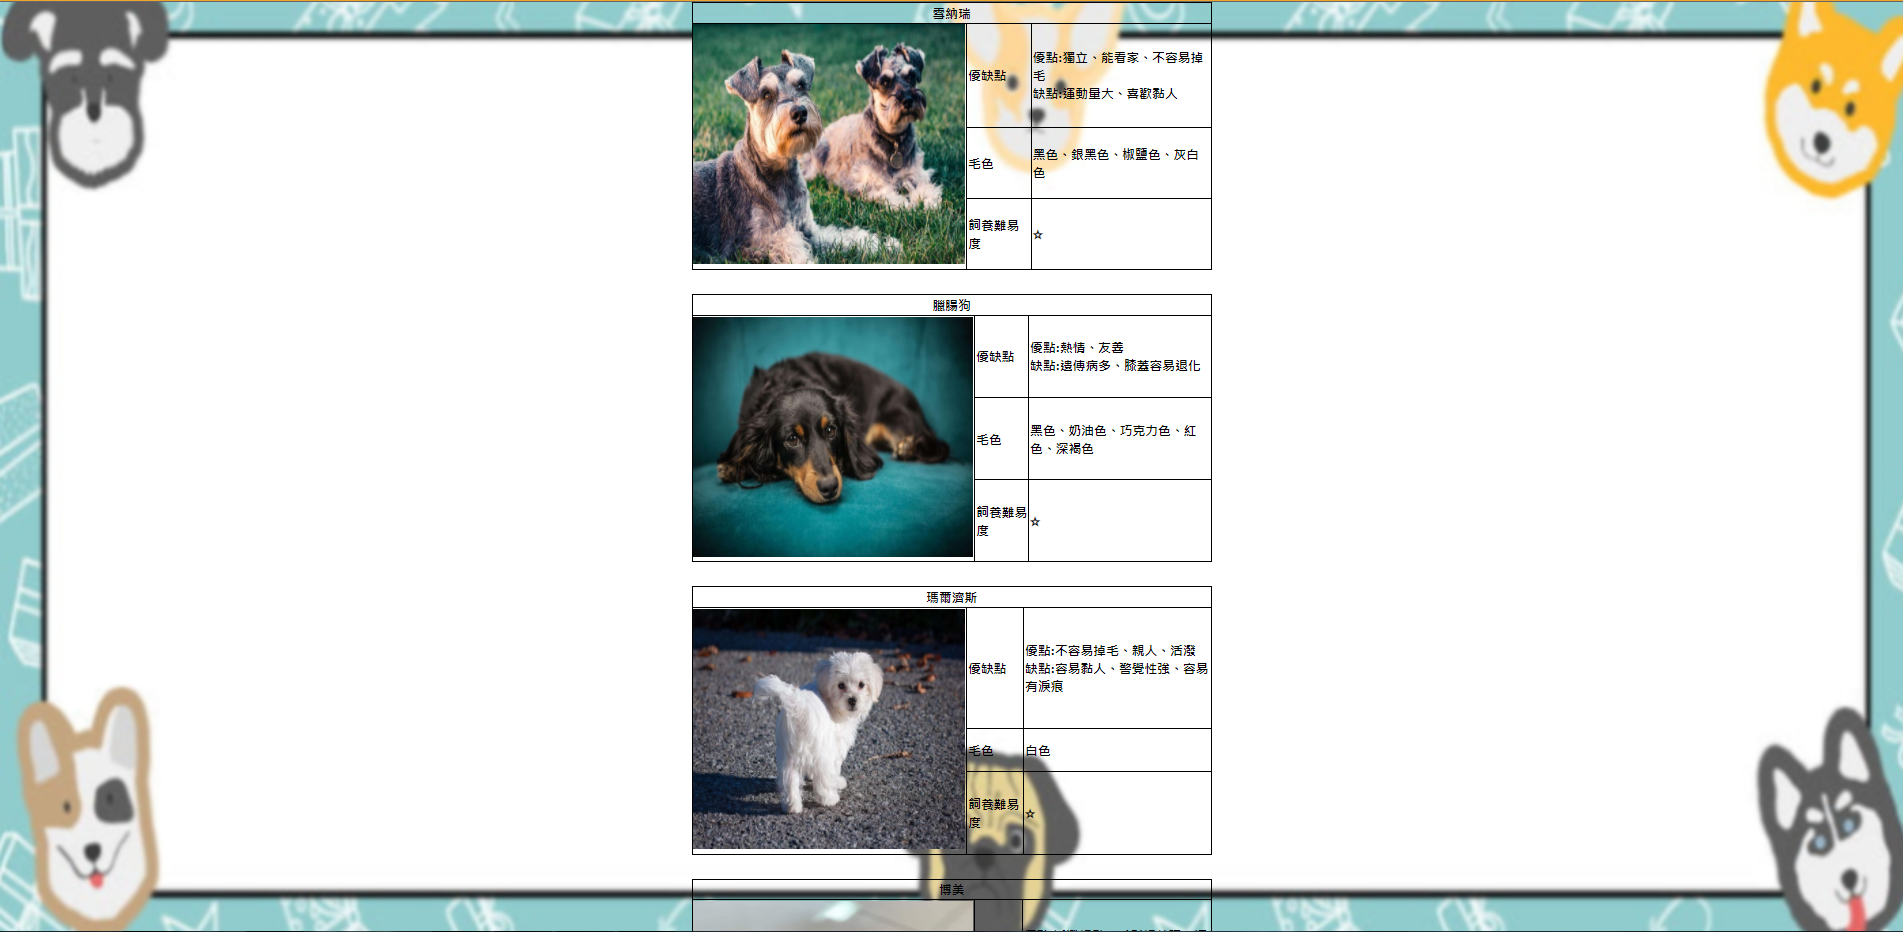 雪納瑞
優缺點
優點:獨立、能看家、不容易掉
毛
缺點:運動量大、喜歡黏人
毛色
黑色、銀黑色、椒鹽色、灰白
色
飼養難易
度
☆
臘腸狗
優缺點
優點:熱情、友善
缺點:遺傳病多、膝蓋容易退化
毛色
黑色、奶油色、巧克力色、紅
色、深褐色
飼養難易
度
☆
瑪爾濟斯
優缺點
優點:不容易掉毛、親人、活潑
缺點:容易黏人、警覺性強、容易
有淚痕
毛色
白色
飼養難易
度
☆
博美